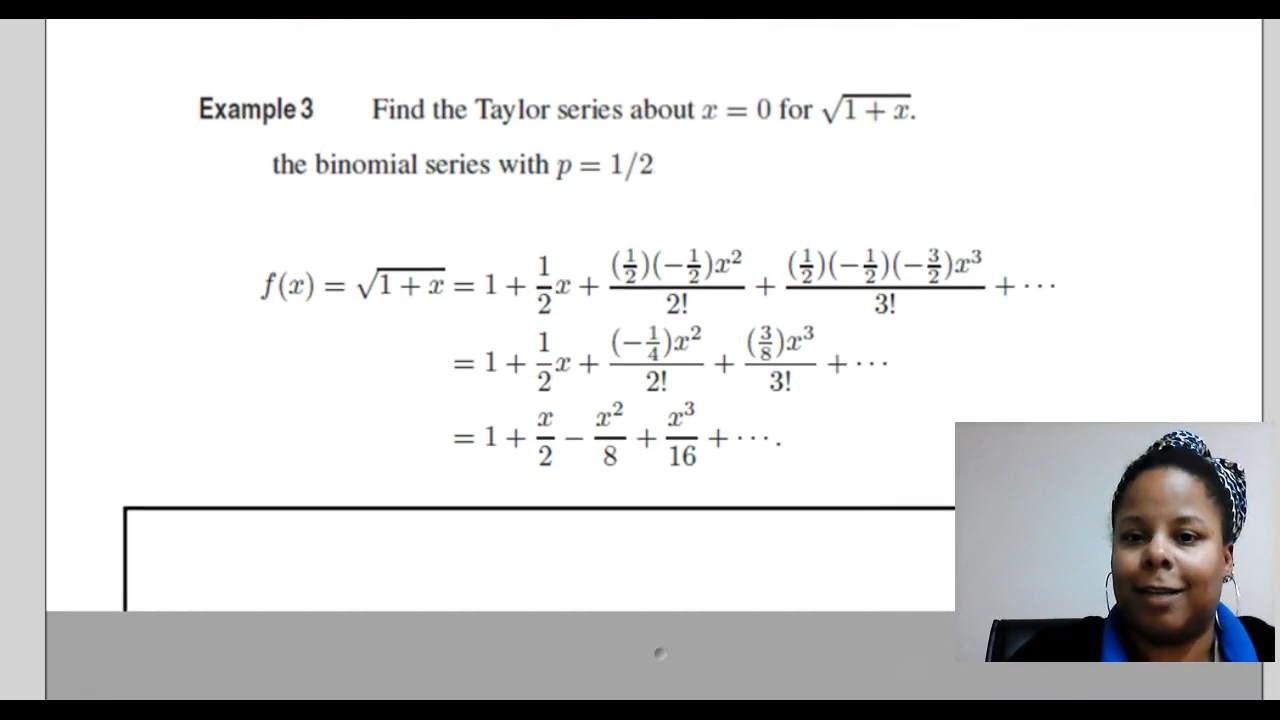 Example 3 Find the Taylor series about x = 0 for √(1 + x).
the binomial series with p = 1/2
f(x) = √(1 + x) = 1 + 1/2 x + (1/2)(−1/2)x²/2! + (1/2)(−1/2)(−3/2)x³/3! + ⋯
= 1 + 1/2 x + (−1/4)x²/2! + (3/8)x³/3! + ⋯
= 1 + x/2 − x²/8 + x³/16 + ⋯.